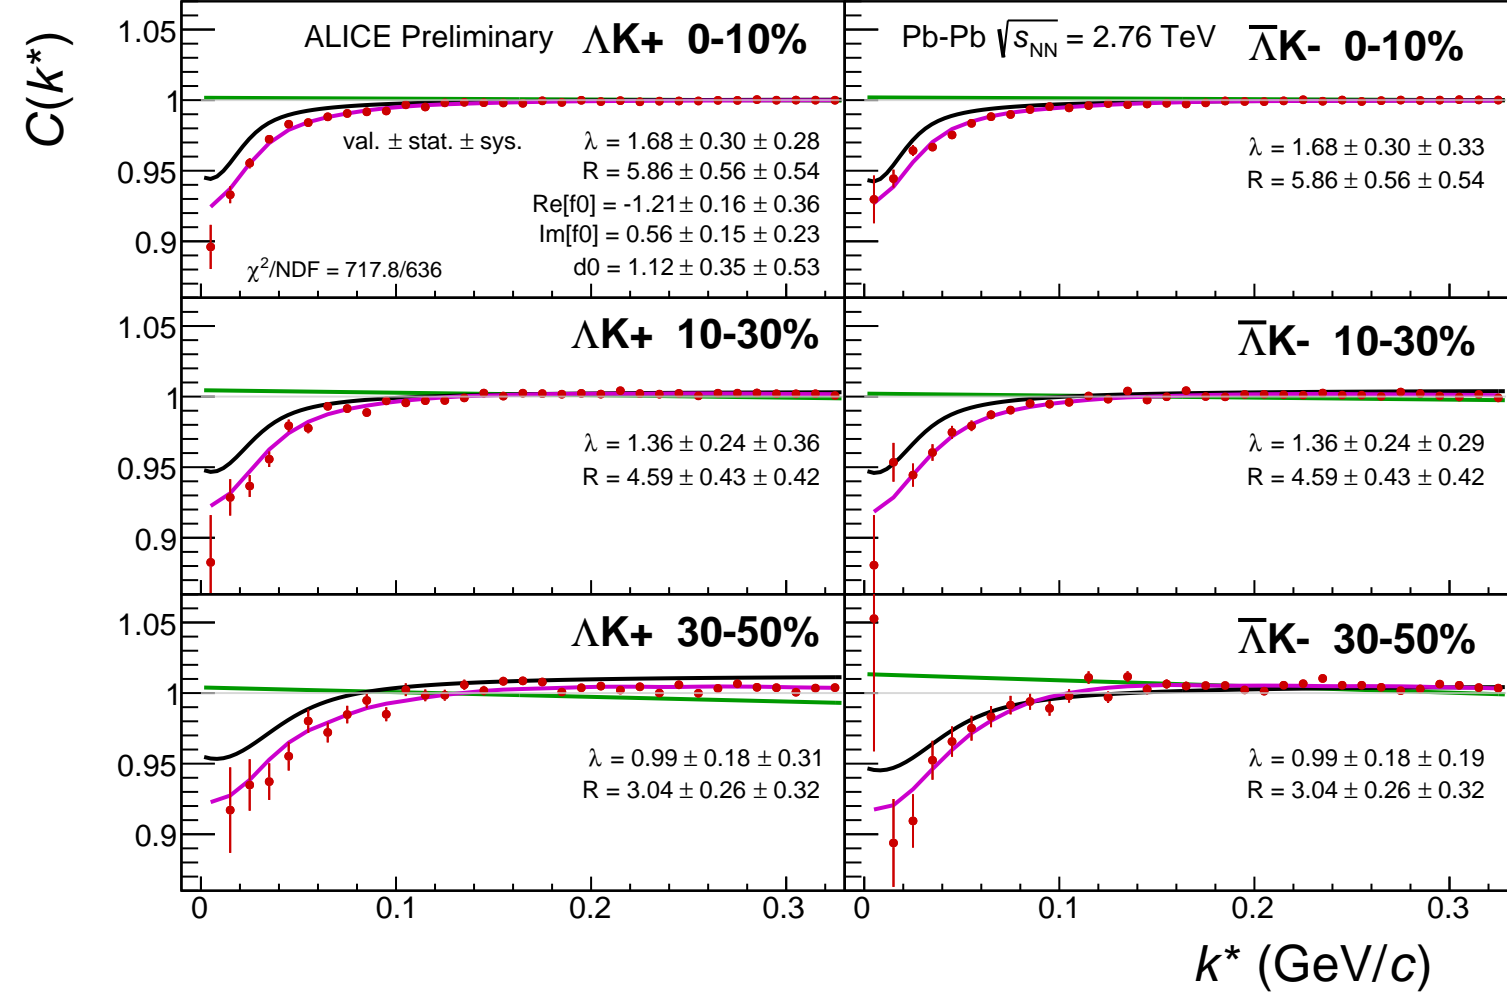 C(k*)
ALICE Preliminary ΛK+ 0-10%
1.05
1
0.95
0.9
val. ± stat. ± sys.
λ = 1.68 ± 0.30 ± 0.28
R = 5.86 ± 0.56 ± 0.54
Re[f0] = -1.21 ± 0.16 ± 0.36
Im[f0] = 0.56 ± 0.15 ± 0.23
d0 = 1.12 ± 0.35 ± 0.53
χ²/NDF = 717.8/636
Pb-Pb √sNN = 2.76 TeV Λ̅K- 0-10%
λ = 1.68 ± 0.30 ± 0.33
R = 5.86 ± 0.56 ± 0.54
ΛK+ 10-30%
1.05
1
0.95
0.9
λ = 1.36 ± 0.24 ± 0.36
R = 4.59 ± 0.43 ± 0.42
Λ̅K- 10-30%
λ = 1.36 ± 0.24 ± 0.29
R = 4.59 ± 0.43 ± 0.42
ΛK+ 30-50%
1.05
1
0.95
0.9
λ = 0.99 ± 0.18 ± 0.31
R = 3.04 ± 0.26 ± 0.32
Λ̅K- 30-50%
λ = 0.99 ± 0.18 ± 0.19
R = 3.04 ± 0.26 ± 0.32
0 0.1 0.2 0.3 0 0.1 0.2 0.3
k* (GeV/c)